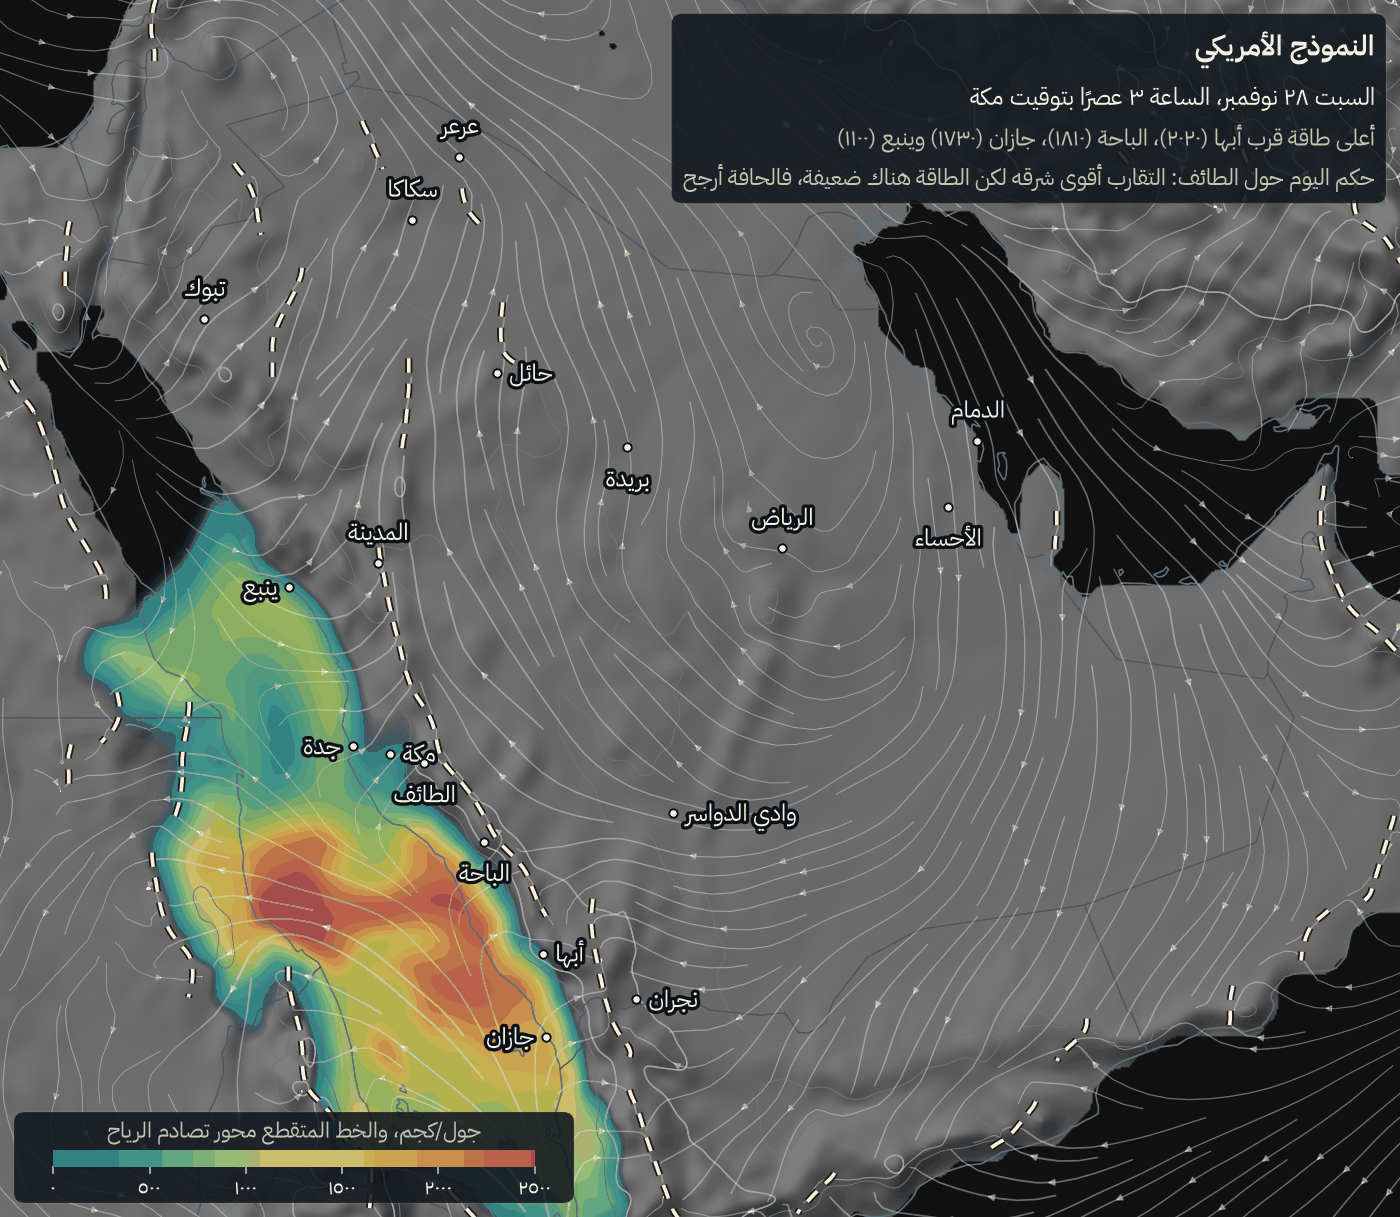 النموذج الأمريكي
السبت ٢٨ نوفمبر، الساعة ٣ عصرًا بتوقيت مكة
أعلى طاقة قرب أبها (٢٠٢٠)، الباحة (١٨١٠)، جازان (١٧٣٠) وينبع (١١٠٠)
حكم اليوم حول الطائف: التقارب أقوى شرقه لكن الطاقة هناك ضعيفة، فالحافة أرجح
عرعر
سكاكا
تبوك
حائل
الدمام
بريدة
الرياض
الأحساء
المدينة
ينبع
جدة
مكة
الطائف
وادي الدواسر
الباحة
أبها
نجران
جازان
جول/كجم، والخط المتقطع محور تصادم الرياح
٠ ٥٠٠ ١٠٠٠ ١٥٠٠ ٢٠٠٠ ٢٥٠٠